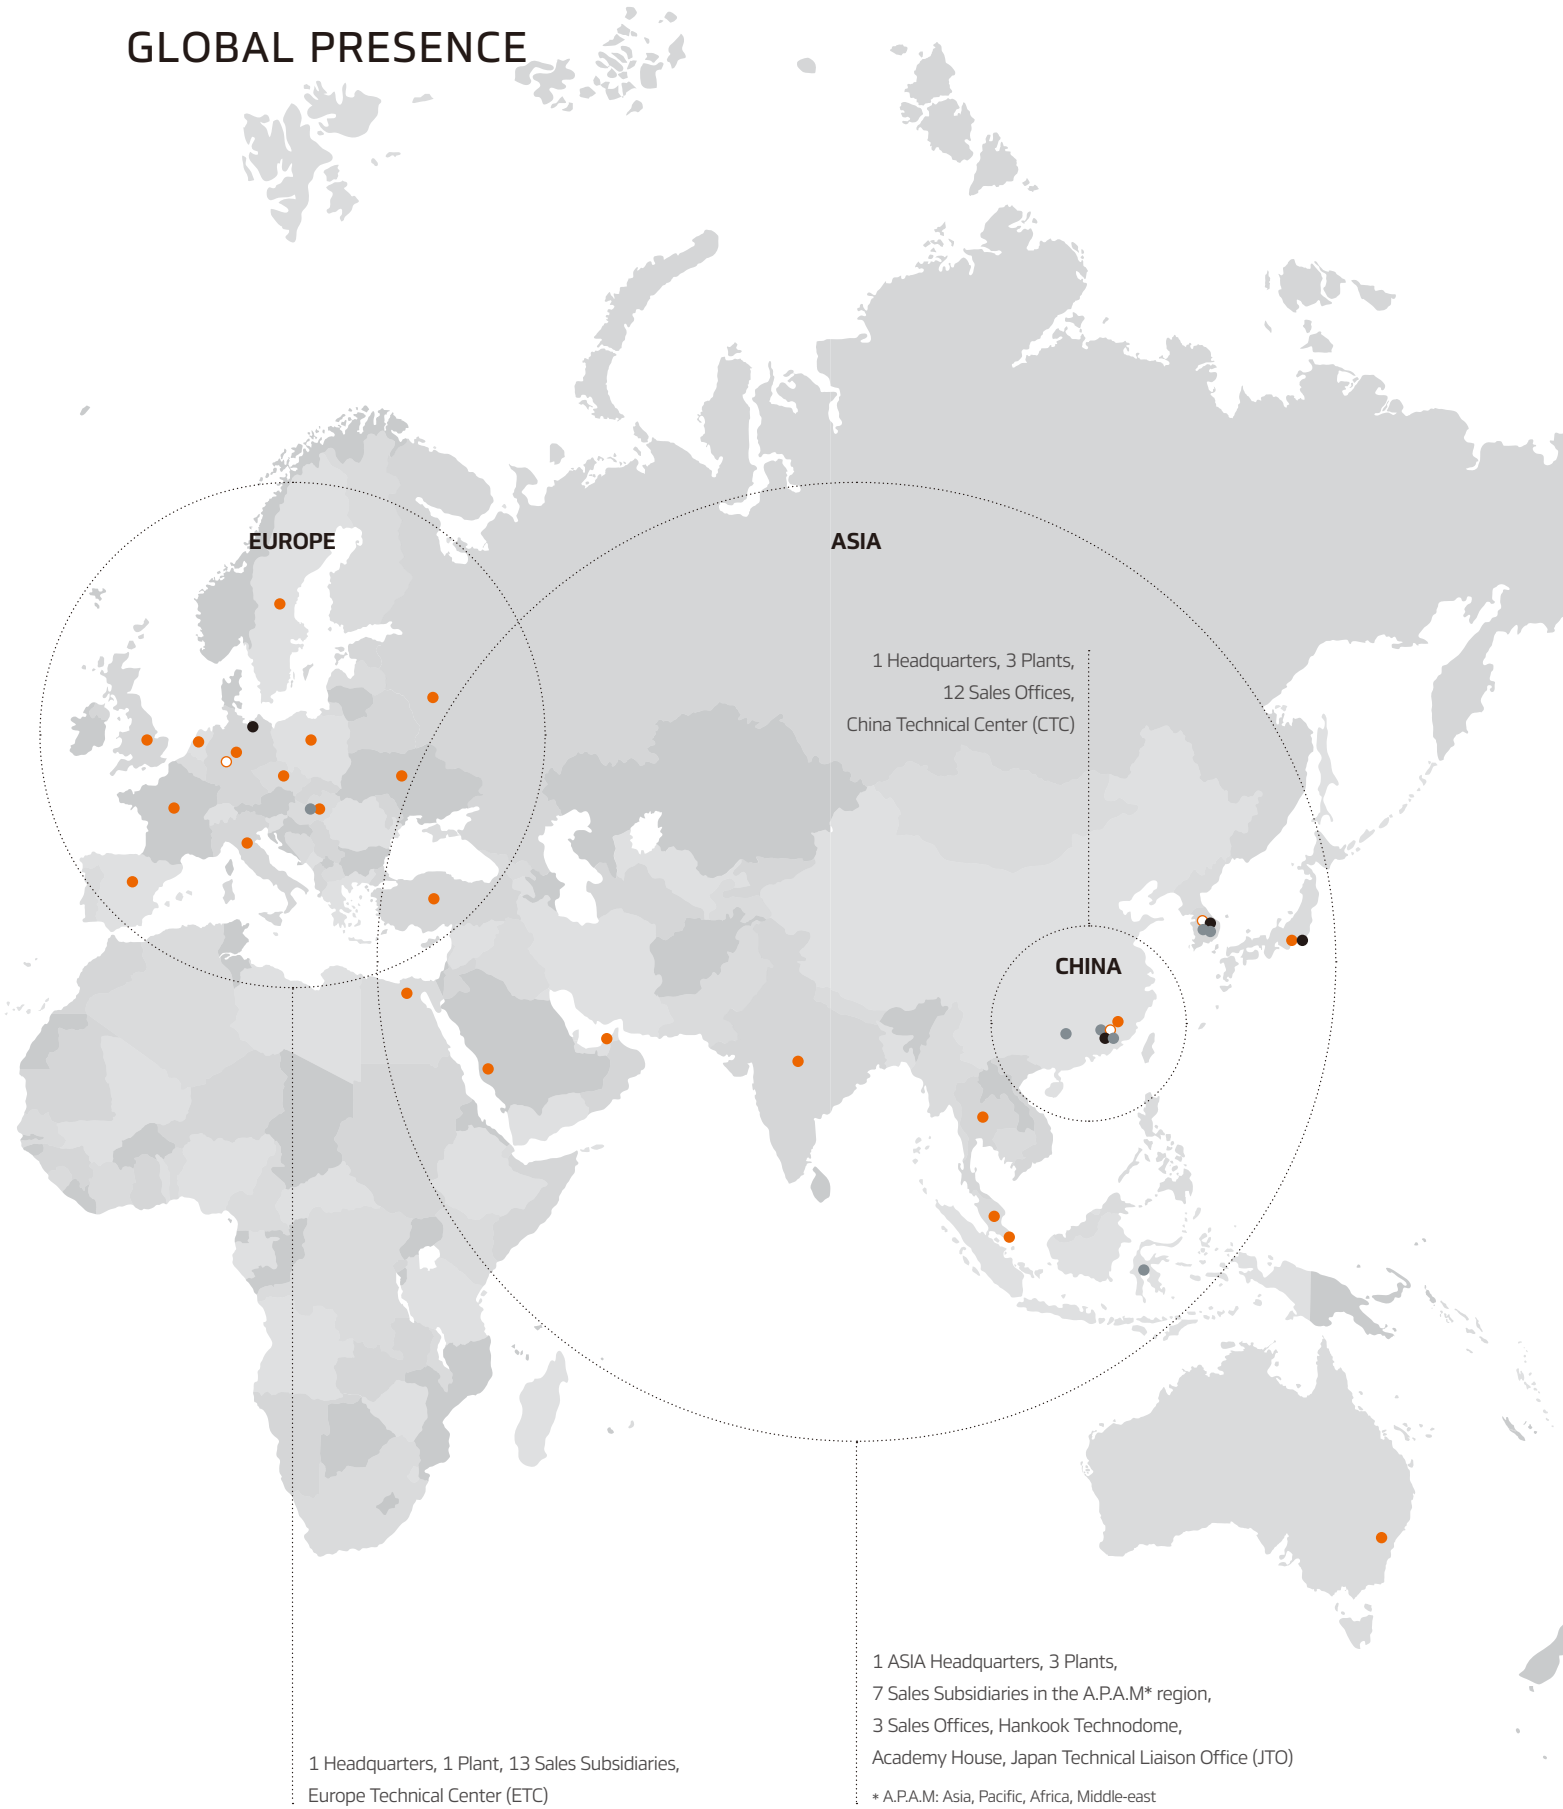 GLOBAL PRESENCE
EUROPE
ASIA
1 Headquarters, 3 Plants,
12 Sales Offices,
China Technical Center (CTC)
CHINA
1 ASIA Headquarters, 3 Plants,
7 Sales Subsidiaries in the A.P.A.M* region,
3 Sales Offices, Hankook Technodome,
Academy House, Japan Technical Liaison Office (JTO)
* A.P.A.M: Asia, Pacific, Africa, Middle-east
1 Headquarters, 1 Plant, 13 Sales Subsidiaries,
Europe Technical Center (ETC)